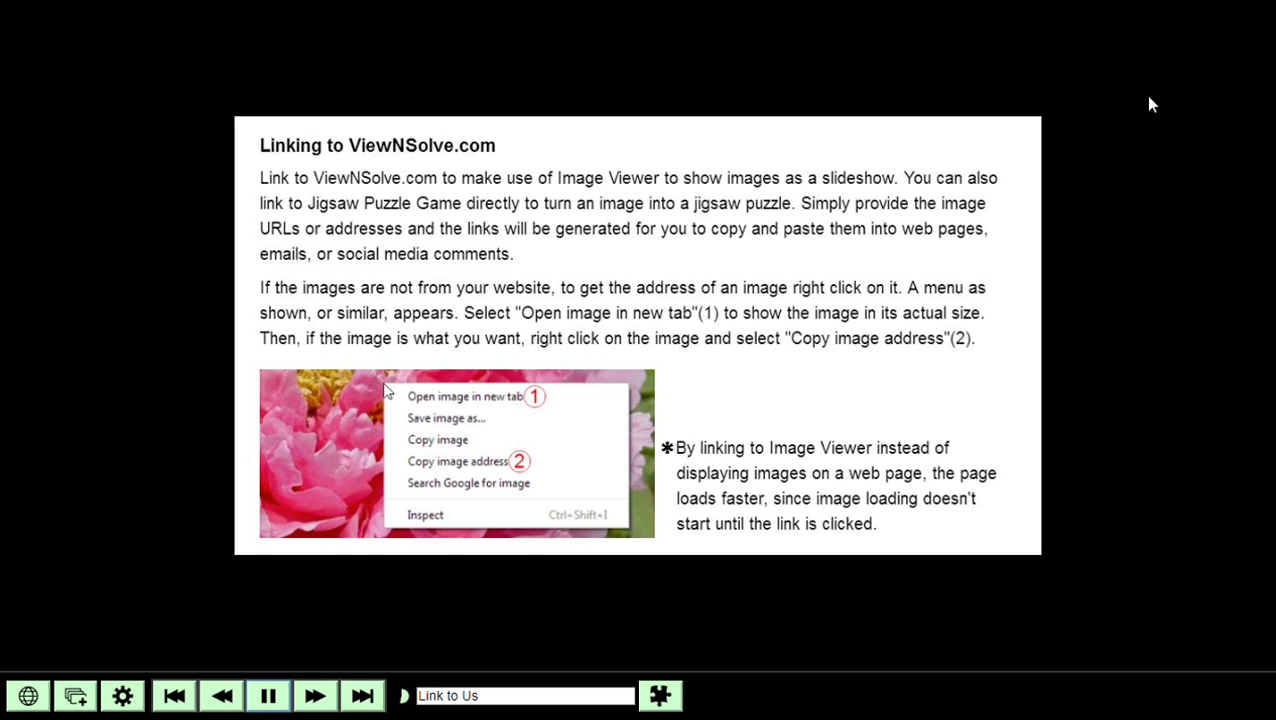 Linking to ViewNSolve.com
Link to ViewNSolve.com to make use of Image Viewer to show images as a slideshow. You can also
link to Jigsaw Puzzle Game directly to turn an image into a jigsaw puzzle. Simply provide the image
URLs or addresses and the links will be generated for you to copy and paste them into web pages,
emails, or social media comments.
If the images are not from your website, to get the address of an image right click on it. A menu as
shown, or similar, appears. Select "Open image in new tab"(1) to show the image in its actual size.
Then, if the image is what you want, right click on the image and select "Copy image address"(2).
Open image in new tab 1
Save image as...
Copy image
Copy image address 2
Search Google for image
Inspect Ctrl+Shift+I
✱By linking to Image Viewer instead of
displaying images on a web page, the page
loads faster, since image loading doesn't
start until the link is clicked.
Link to Us